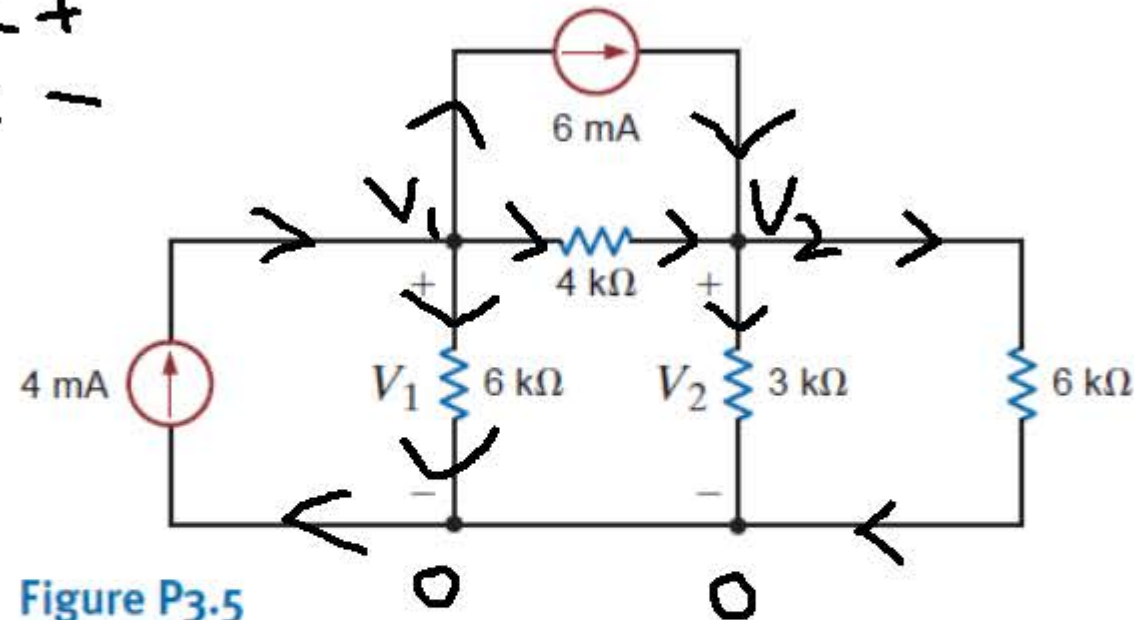 +
−
6 mA
V₁ V₂
+ 4 kΩ +
4 mA V₁ 6 kΩ V₂ 3 kΩ 6 kΩ
− −
0 0
Figure P3.5